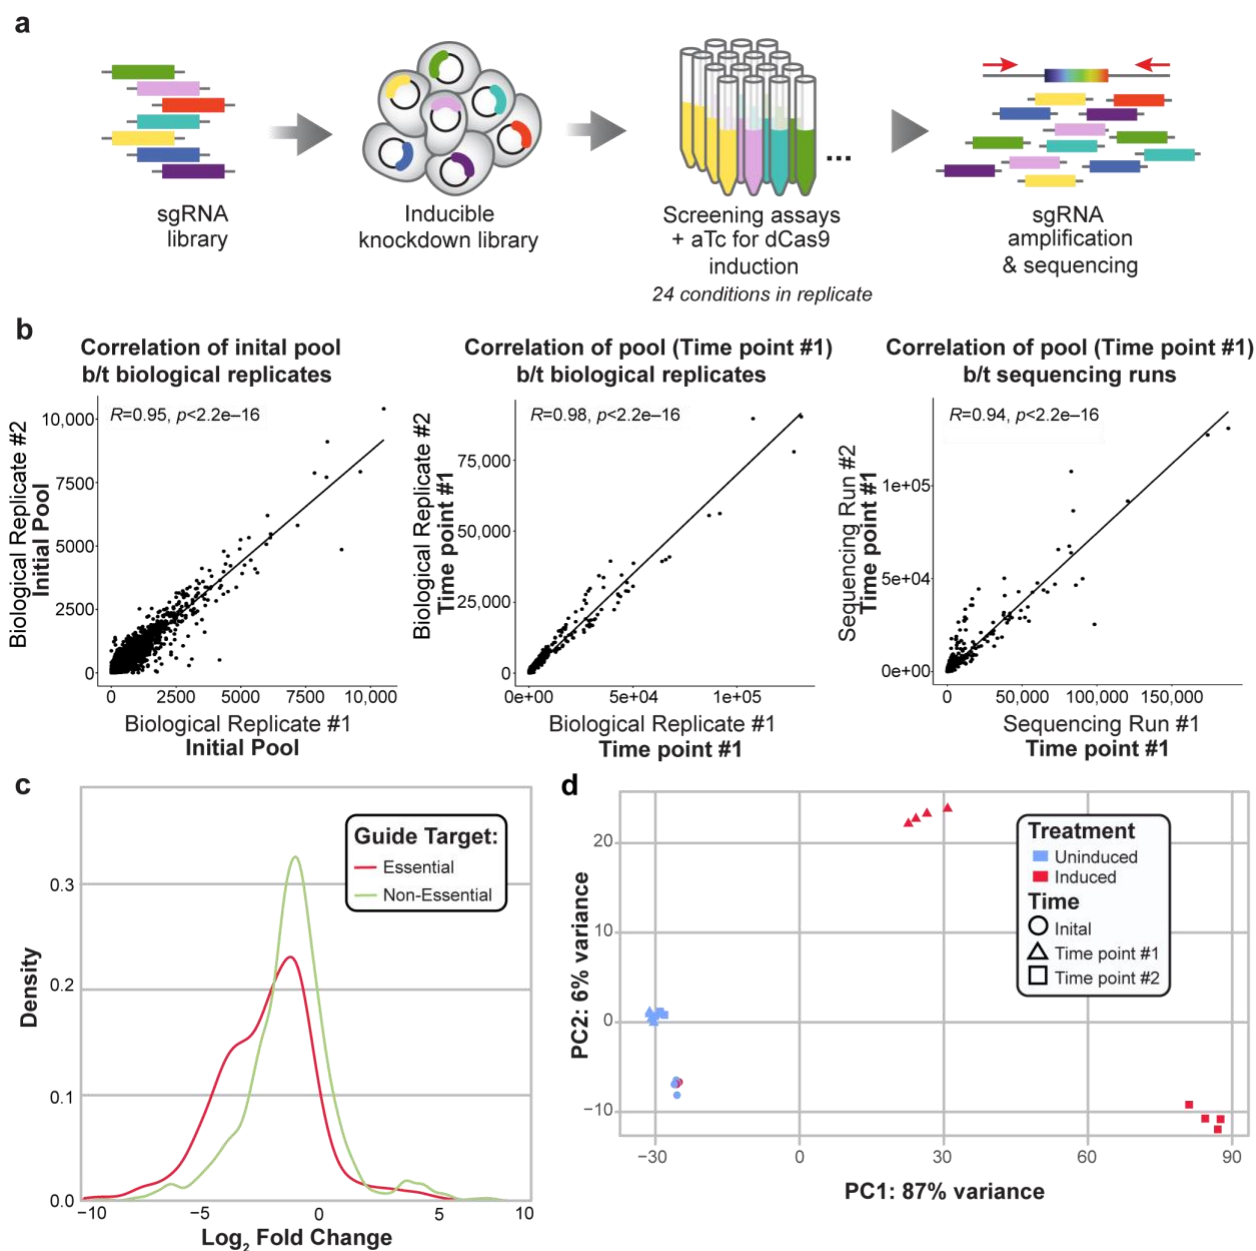 a
sgRNA
library
Inducible
knockdown library
Screening assays
+ aTc for dCas9
induction
24 conditions in replicate
...
sgRNA
amplification
& sequencing
b
Correlation of inital pool
b/t biological replicates
R=0.95, p<2.2e–16
Biological Replicate #2
Initial Pool
10,000
7500
5000
2500
0
0 2500 5000 7500 10,000
Biological Replicate #1
Initial Pool
Correlation of pool (Time point #1)
b/t biological replicates
R=0.98, p<2.2e–16
Biological Replicate #2
Time point #1
75,000
50,000
25,000
0
0e+00 5e+04 1e+05
Biological Replicate #1
Time point #1
Correlation of pool (Time point #1)
b/t sequencing runs
R=0.94, p<2.2e–16
Sequencing Run #2
Time point #1
1e+05
5e+04
0e+00
0 50,000 100,000 150,000
Sequencing Run #1
Time point #1
c
Guide Target:
Essential
Non-Essential
Density
0.3
0.2
0.1
0.0
−10 −5 0 5 10
Log2 Fold Change
d
Treatment
Uninduced
Induced
Time
Inital
Time point #1
Time point #2
PC2: 6% variance
20
10
0
−10
−30 0 30 60 90
PC1: 87% variance